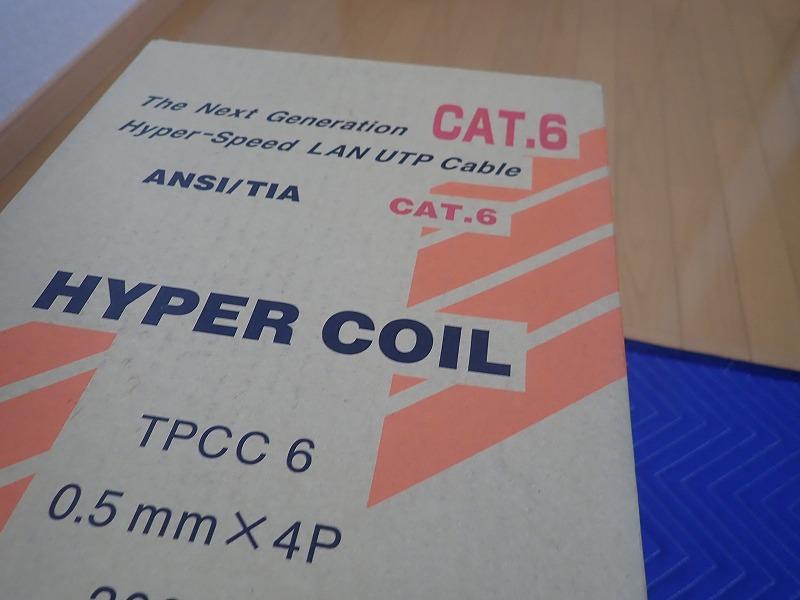 The Next Generation CAT.6
Hyper-Speed LAN UTP Cable
ANSI/TIA CAT.6
HYPER COIL
TPCC 6
0.5mm×4P